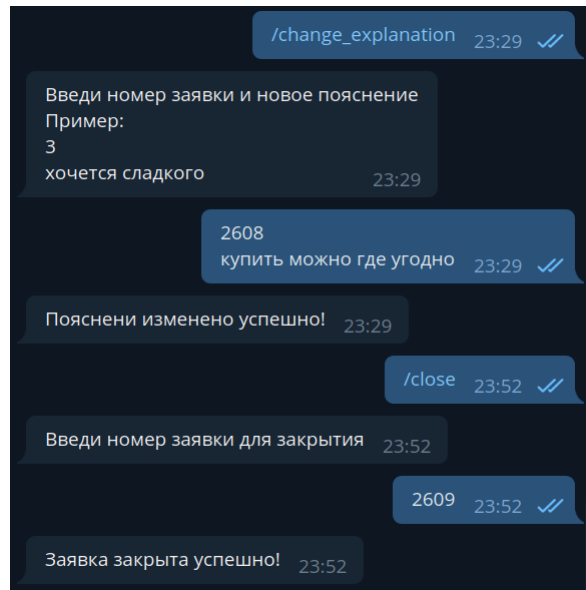 /change_explanation 23:29
Введи номер заявки и новое пояснение
Пример:
3
хочется сладкого 23:29
2608
купить можно где угодно 23:29
Пояснени изменено успешно! 23:29
/close 23:52
Введи номер заявки для закрытия 23:52
2609 23:52
Заявка закрыта успешно! 23:52